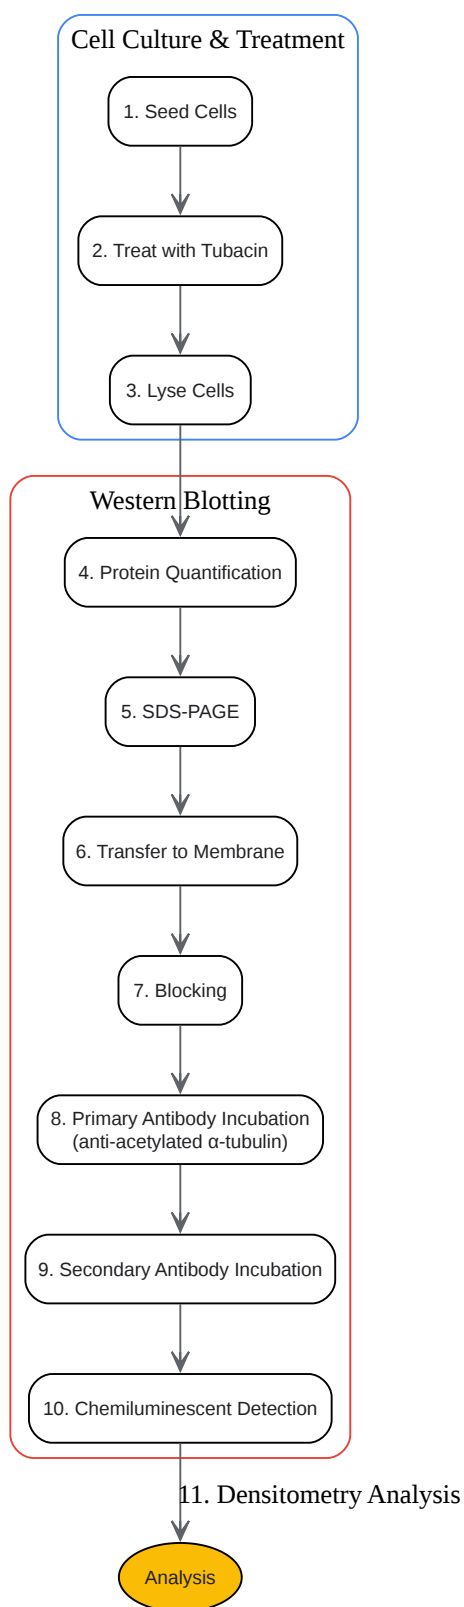 Cell Culture & Treatment
1. Seed Cells
2. Treat with Tubacin
3. Lyse Cells
Western Blotting
4. Protein Quantification
5. SDS-PAGE
6. Transfer to Membrane
7. Blocking
8. Primary Antibody Incubation
(anti-acetylated α-tubulin)
9. Secondary Antibody Incubation
10. Chemiluminescent Detection
11. Densitometry Analysis
Analysis